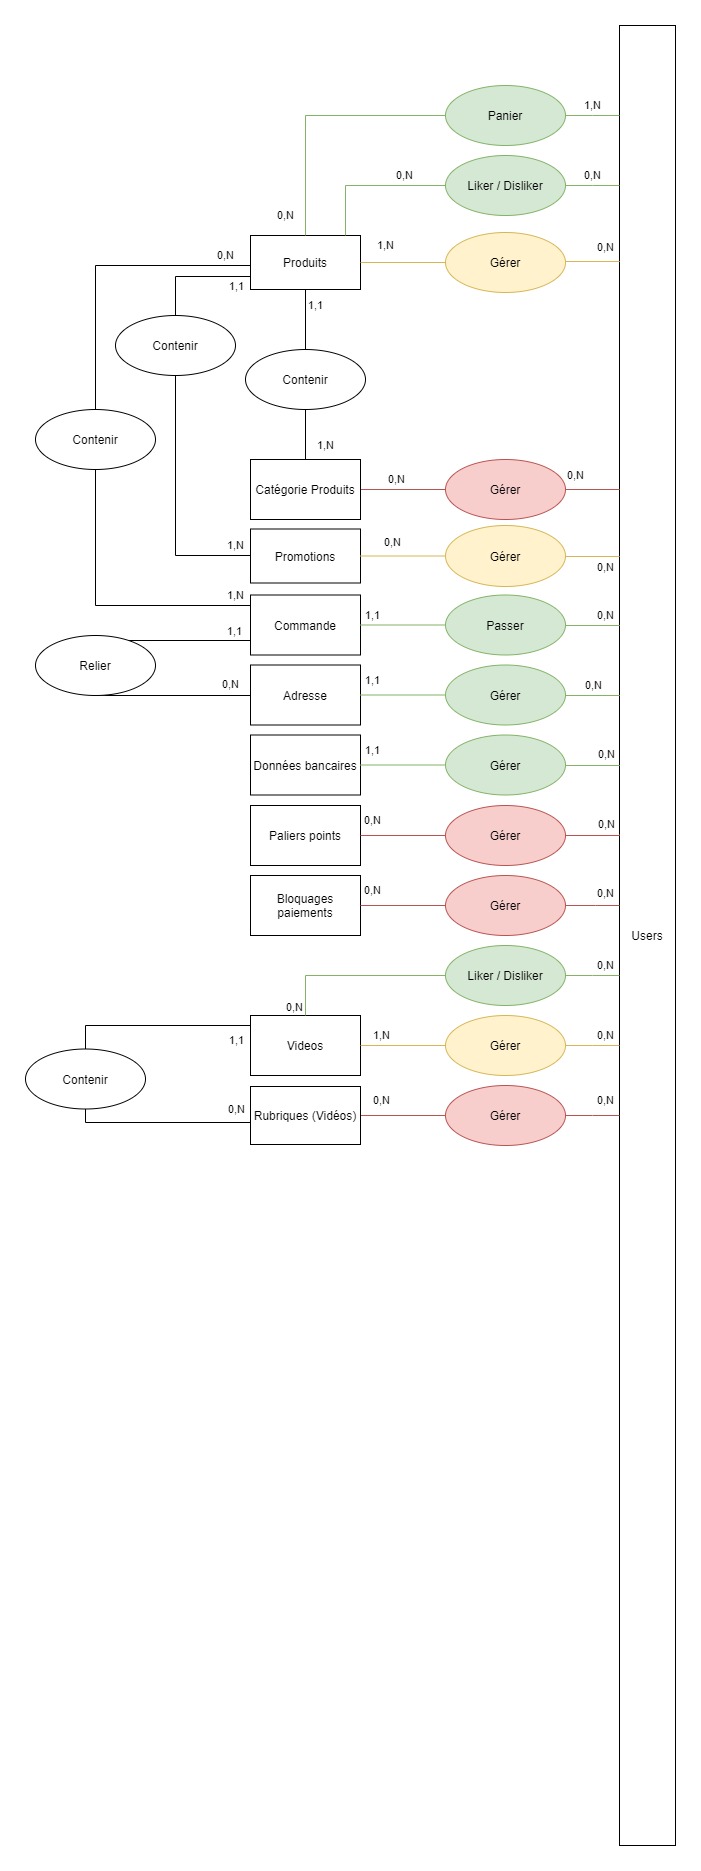 1,N
Panier
0,N
0,N
Liker / Disliker
0,N
0,N
1,N
0,N
Produits
Gérer
0,N
1,1
1,1
Contenir
Contenir
Contenir
1,N
0,N
0,N
Catégorie Produits
Gérer
1,N
0,N
Promotions
Gérer
0,N
1,N
1,1
0,N
Commande
Passer
1,1
Relier
0,N
1,1
0,N
Adresse
Gérer
1,1
0,N
Données bancaires
Gérer
0,N
0,N
Paliers points
Gérer
0,N
0,N
Bloquages
paiements
Gérer
Users
0,N
Liker / Disliker
0,N
1,1
1,N
0,N
Videos
Gérer
Contenir
0,N
0,N
0,N
Rubriques (Vidéos)
Gérer